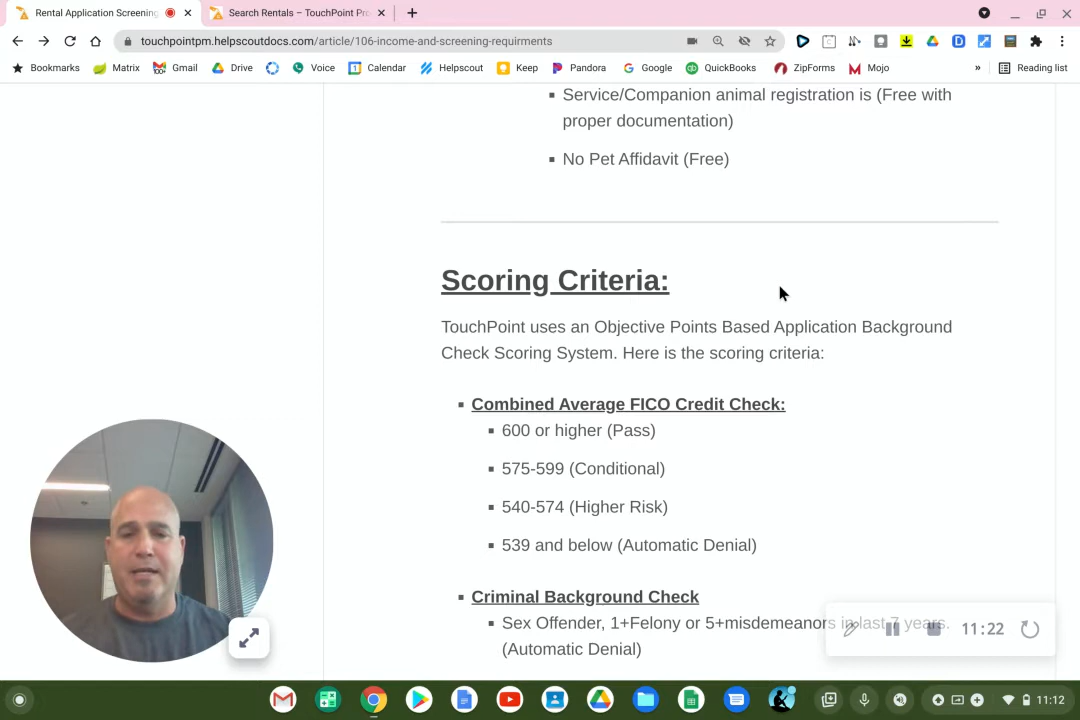 Rental Application Screening
Search Rentals – TouchPoint Pro
touchpointpm.helpscoutdocs.com/article/106-income-and-screening-requirments
Bookmarks Matrix Gmail Drive Voice Calendar Helpscout Keep Pandora Google QuickBooks ZipForms Mojo » Reading list
Service/Companion animal registration is (Free with
proper documentation)
No Pet Affidavit (Free)
Scoring Criteria:
TouchPoint uses an Objective Points Based Application Background
Check Scoring System. Here is the scoring criteria:
Combined Average FICO Credit Check:
600 or higher (Pass)
575-599 (Conditional)
540-574 (Higher Risk)
539 and below (Automatic Denial)
Criminal Background Check
Sex Offender, 1+Felony or 5+misdemeanors in last 7 years.
(Automatic Denial)
11:22
11:12